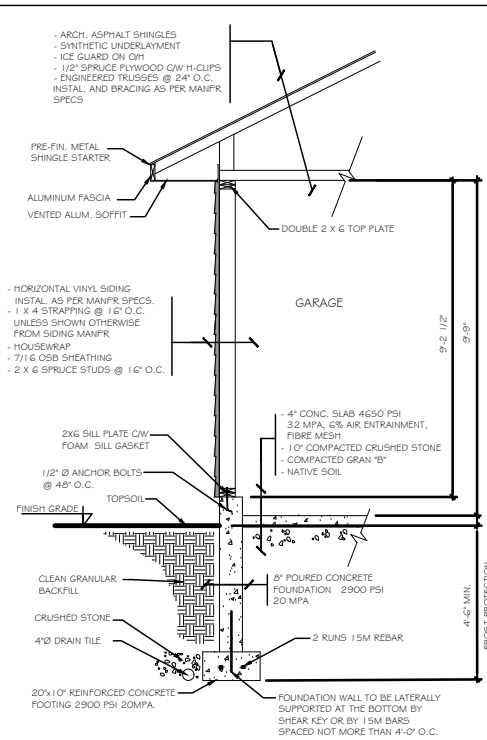 - ARCH. ASPHALT SHINGLES
- SYNTHETIC UNDERLAYMENT
- ICE GUARD ON O/H
- 1/2" SPRUCE PLYWOOD C/W H-CLIPS
- ENGINEERED TRUSSES @ 24" O.C.
INSTAL. AND BRACING AS PER MANF'R
SPECS
PRE-FIN. METAL
SHINGLE STARTER
ALUMINUM FASCIA
VENTED ALUM. SOFFIT
DOUBLE 2 X 6 TOP PLATE
- HORIZONTAL VINYL SIDING
INSTAL. AS PER MANF'R SPECS.
- 1 X 4 STRAPPING @ 16" O.C.
UNLESS SHOWN OTHERWISE
FROM SIDING MANF'R
- HOUSEWRAP
- 7/16 OSB SHEATHING
- 2 X 6 SPRUCE STUDS @ 16" O.C.
GARAGE
9'-2 1/2"
9'-9"
2X6 SILL PLATE C/W
FOAM SILL GASKET
1/2" Ø ANCHOR BOLTS
@ 48" O.C.
TOPSOIL
FINISH GRADE
- 4" CONC. SLAB 4650 PSI
32 MPA, 6% AIR ENTRAINMENT,
FIBRE MESH
- 10" COMPACTED CRUSHED STONE
- COMPACTED GRAN "B"
- NATIVE SOIL
CLEAN GRANULAR
BACKFILL
8" POURED CONCRETE
FOUNDATION 2900 PSI
20 MPA
4'-6" MIN.
FROST PROTECTION
CRUSHED STONE
4"Ø DRAIN TILE
2 RUNS 15M REBAR
20"x10" REINFORCED CONCRETE
FOOTING 2900 PSI 20MPA.
FOUNDATION WALL TO BE LATERALLY
SUPPORTED AT THE BOTTOM BY
SHEAR KEY OR BY 15M BARS
SPACED NOT MORE THAN 4'-0" O.C.